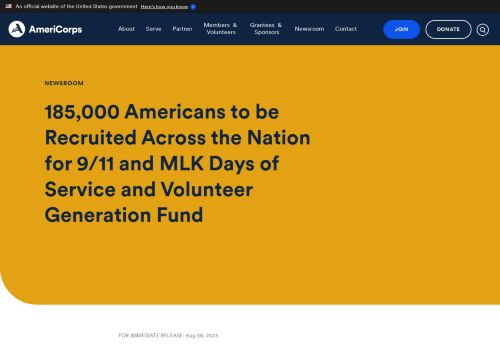 An official website of the United States government Here's how you know
AmeriCorps
About Serve Partner Members & Volunteers Grantees & Sponsors Newsroom Contact
JOIN
DONATE
NEWSROOM
185,000 Americans to be
Recruited Across the Nation
for 9/11 and MLK Days of
Service and Volunteer
Generation Fund
FOR IMMEDIATE RELEASE: Aug 08, 2023